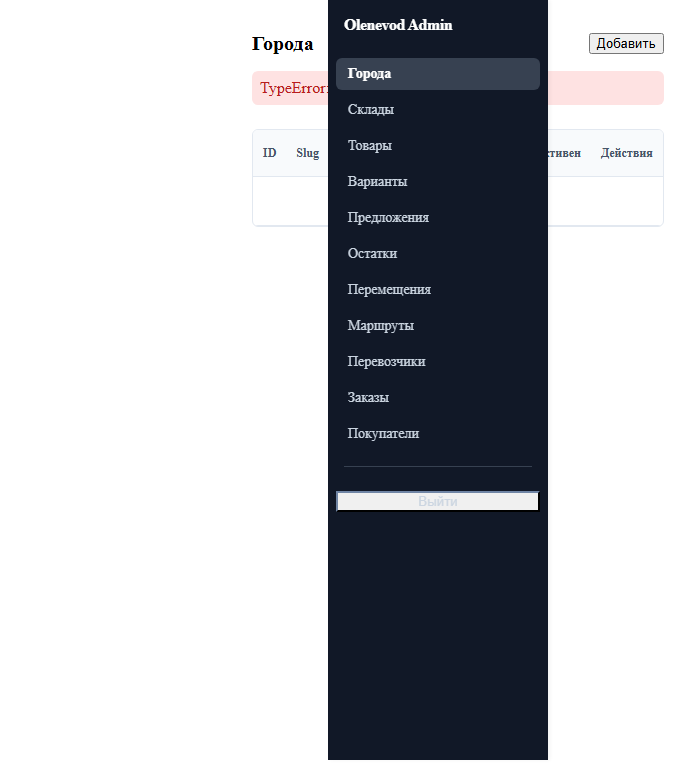 Olenevod Admin
Города
Добавить
TypeError:
ID Slug
Действия
Города
Склады
Товары
Варианты
Предложения
Остатки
Перемещения
Маршруты
Перевозчики
Заказы
Покупатели
Выйти